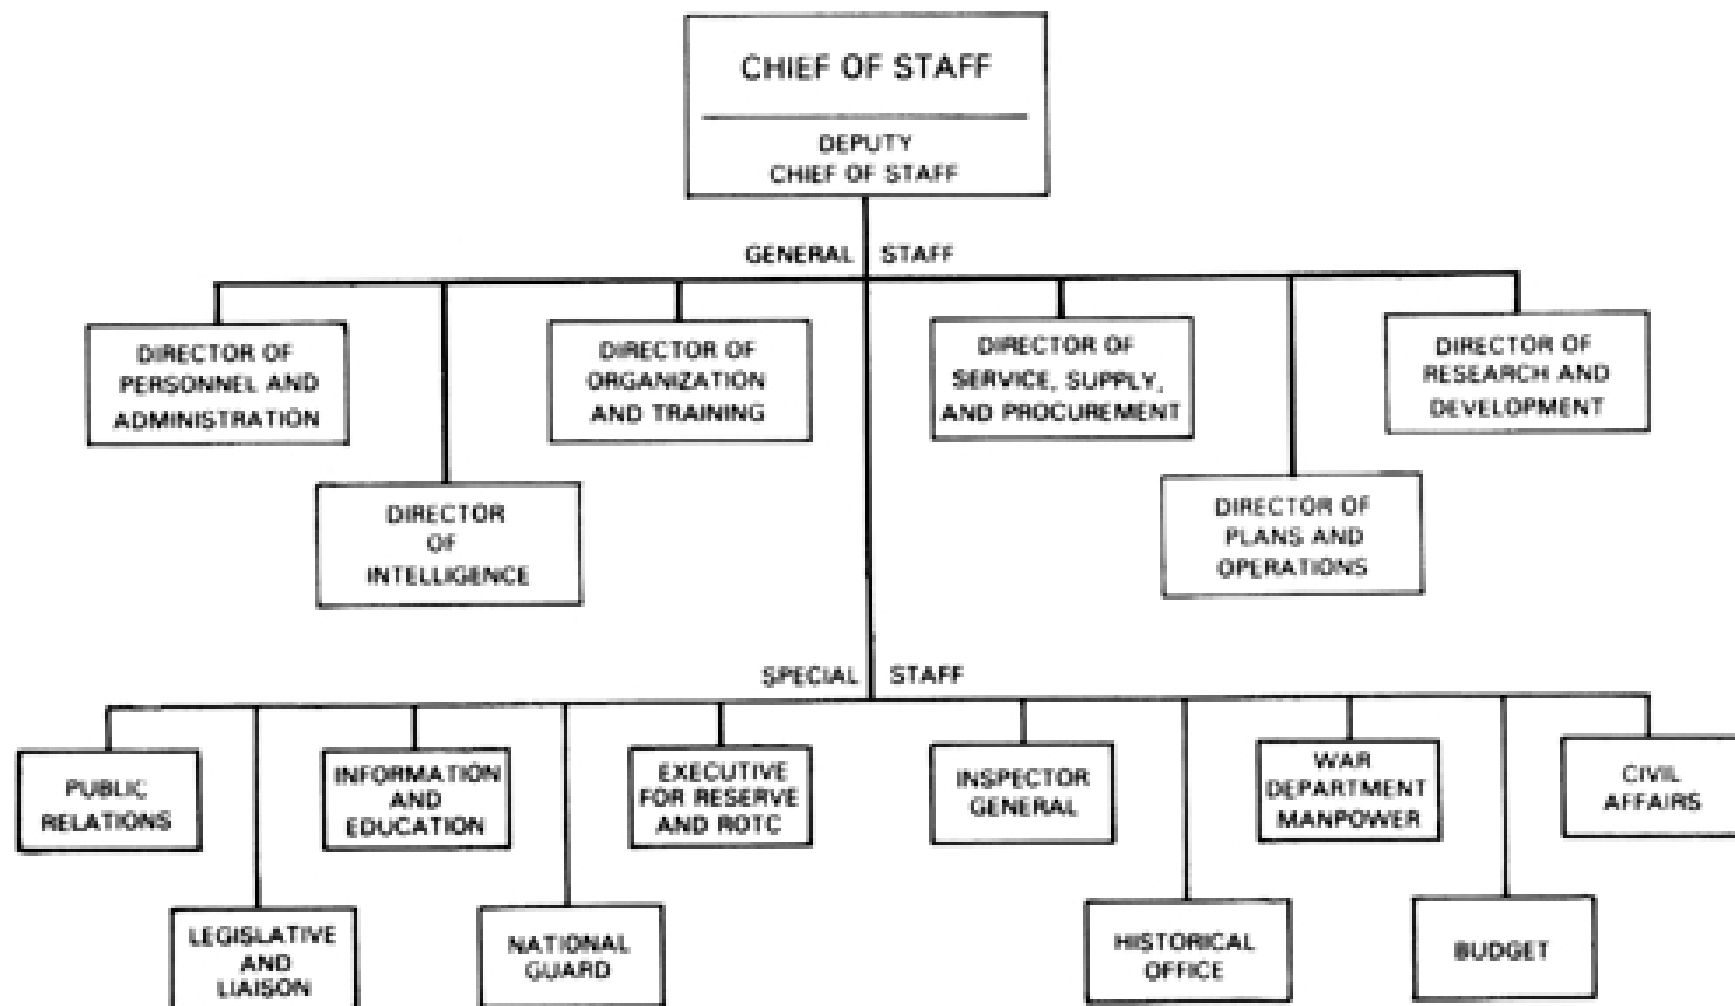 CHIEF OF STAFF
DEPUTY
CHIEF OF STAFF
GENERAL STAFF
DIRECTOR OF
PERSONNEL AND
ADMINISTRATION
DIRECTOR
OF
INTELLIGENCE
DIRECTOR OF
ORGANIZATION
AND TRAINING
DIRECTOR OF
SERVICE, SUPPLY,
AND PROCUREMENT
DIRECTOR OF
PLANS AND
OPERATIONS
DIRECTOR OF
RESEARCH AND
DEVELOPMENT
SPECIAL STAFF
PUBLIC
RELATIONS
LEGISLATIVE
AND
LIAISON
INFORMATION
AND
EDUCATION
NATIONAL
GUARD
EXECUTIVE
FOR RESERVE
AND ROTC
INSPECTOR
GENERAL
HISTORICAL
OFFICE
WAR
DEPARTMENT
MANPOWER
BUDGET
CIVIL
AFFAIRS